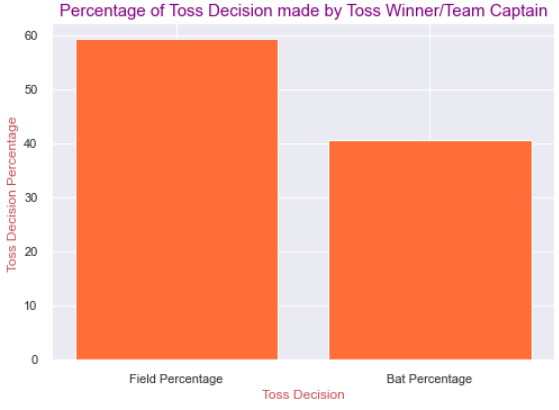 Percentage of Toss Decision made by Toss Winner/Team Captain
Toss Decision Percentage
60
50
40
30
20
10
0
Field Percentage
Bat Percentage
Toss Decision